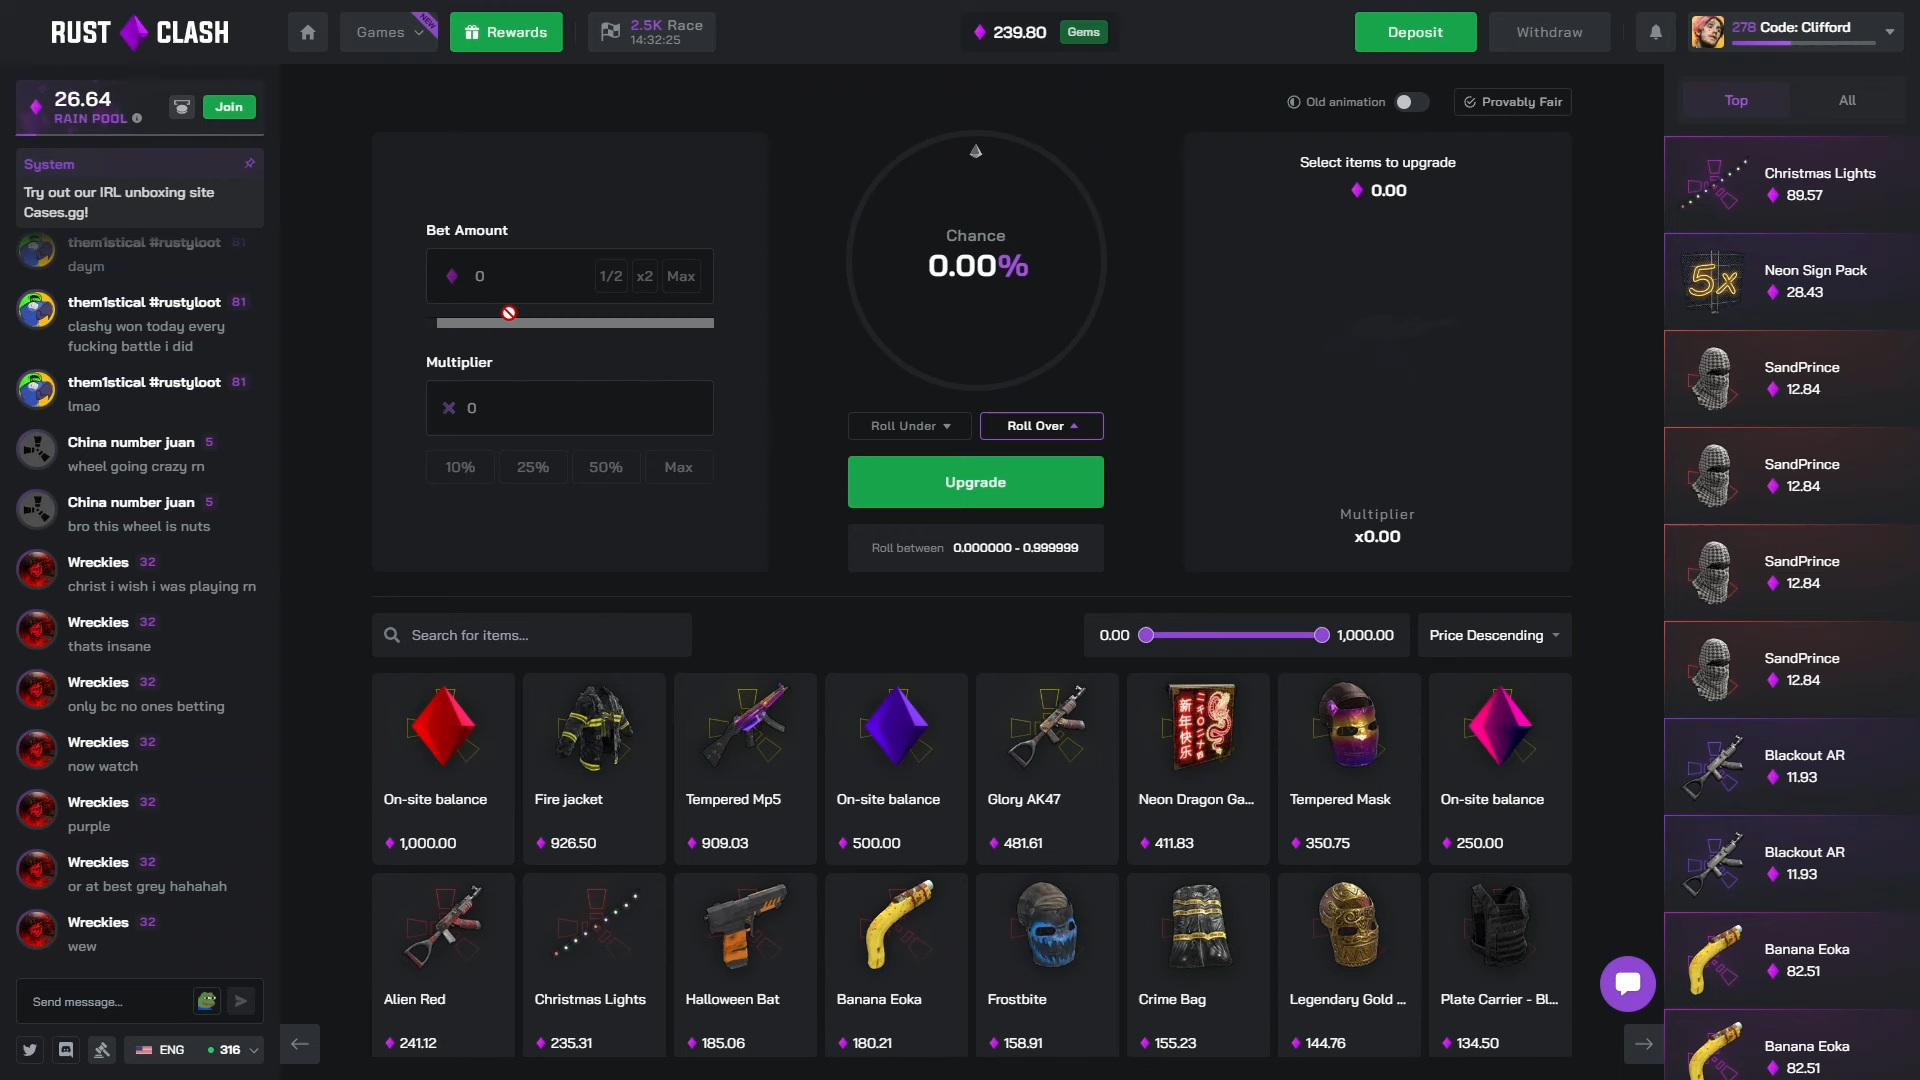 RUST CLASH
Games
NEW
Rewards
2.5K Race
14:32:25
239.80 Gems
Deposit
Withdraw
278 Code: Clifford
26.64
RAIN POOL
Join
System
Try out our IRL unboxing site
Cases.gg!
them1stical #rustyloot 81
daym
them1stical #rustyloot 81
clashy won today every
fucking battle i did
them1stical #rustyloot 81
lmao
China number juan 5
wheel going crazy rn
China number juan 5
bro this wheel is nuts
Wreckies 32
christ i wish i was playing rn
Wreckies 32
thats insane
Wreckies 32
only bc no ones betting
Wreckies 32
now watch
Wreckies 32
purple
Wreckies 32
or at best grey hahahah
Wreckies 32
wew
Send message...
ENG
316
Old animation
Provably Fair
Bet Amount
0
1/2
x2
Max
Multiplier
0
10%
25%
50%
Max
Chance
0.00%
Roll Under
Roll Over
Upgrade
Roll between 0.000000 - 0.999999
Select items to upgrade
0.00
Multiplier
x0.00
Search for items...
0.00
1,000.00
Price Descending
On-site balance
1,000.00
Fire jacket
926.50
Tempered Mp5
909.03
On-site balance
500.00
Glory AK47
481.61
新年快乐
Neon Dragon Ga...
411.83
Tempered Mask
350.75
On-site balance
250.00
Alien Red
241.12
Christmas Lights
235.31
Halloween Bat
185.06
Banana Eoka
180.21
Frostbite
158.91
Crime Bag
155.23
Legendary Gold ...
144.76
Plate Carrier - Bl...
134.50
Top
All
Christmas Lights
89.57
5x
Neon Sign Pack
28.43
SandPrince
12.84
SandPrince
12.84
SandPrince
12.84
SandPrince
12.84
Blackout AR
11.93
Blackout AR
11.93
Banana Eoka
82.51
Banana Eoka
82.51